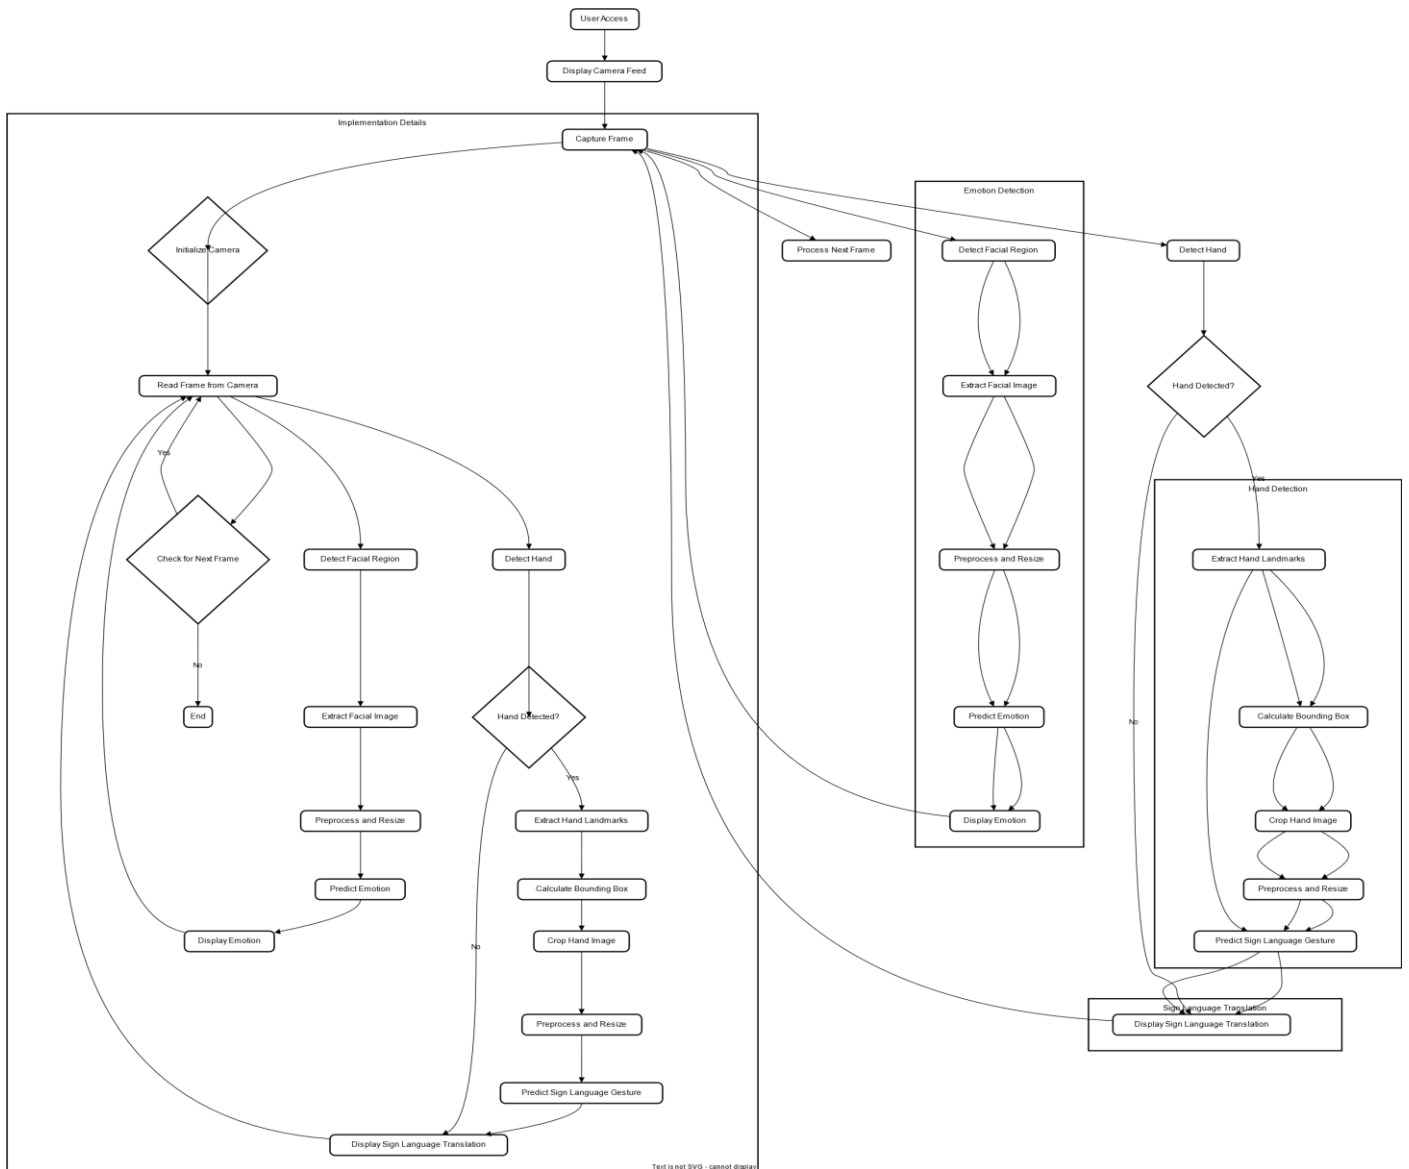 User Access
Display Camera Feed
Implementation Details
Capture Frame
Emotion Detection
Initialize Camera
Process Next Frame
Detect Facial Region
Detect Hand
Read Frame from Camera
Extract Facial Image
Hand Detected?
Yes
Yes
Hand Detection
Check for Next Frame
Detect Facial Region
Detect Hand
Preprocess and Resize
Extract Hand Landmarks
No
End
Extract Facial Image
Hand Detected?
Predict Emotion
Calculate Bounding Box
No
Yes
Preprocess and Resize
Extract Hand Landmarks
Display Emotion
Crop Hand Image
Predict Emotion
Calculate Bounding Box
Preprocess and Resize
Display Emotion
No
Crop Hand Image
Predict Sign Language Gesture
Sign Language Translation
Preprocess and Resize
Display Sign Language Translation
Predict Sign Language Gesture
Display Sign Language Translation
Text is not SVG - cannot display